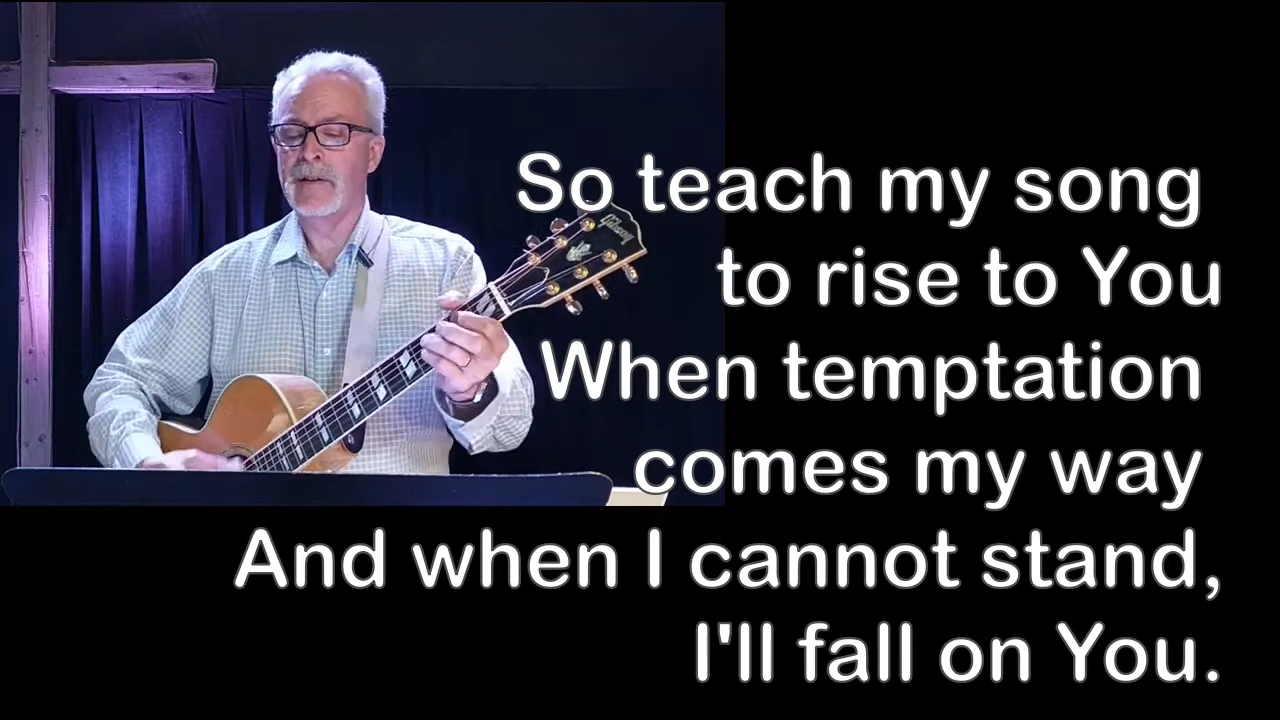 So teach my song
to rise to You
When temptation
comes my way
And when I cannot stand,
I'll fall on You.
Gibson